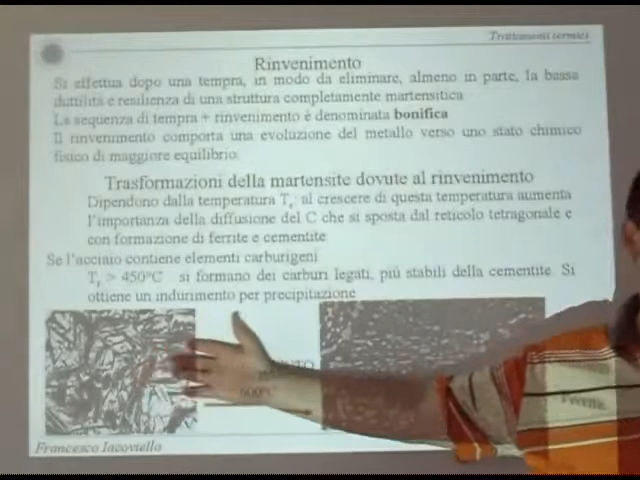 Trattamenti termici
Rinvenimento
Si effettua dopo una tempra, in modo da eliminare, almeno in parte, la bassa
duttilità e resilienza di una struttura completamente martensitica
La sequenza di tempra + rinvenimento è denominata bonifica
Il rinvenimento comporta una evoluzione del metallo verso uno stato chimico
fisico di maggiore equilibrio.
Trasformazioni della martensite dovute al rinvenimento
Dipendono dalla temperatura Tr: al crescere di questa temperatura aumenta
l'importanza della diffusione del C che si sposta dal reticolo tetragonale e
con formazione di ferrite e cementite
Se l'acciaio contiene elementi carburigeni
Tr > 450°C si formano dei carburi legati, più stabili della cementite. Si
ottiene un indurimento per precipitazione
600°C
Ferrite
Francesco Iacoviello